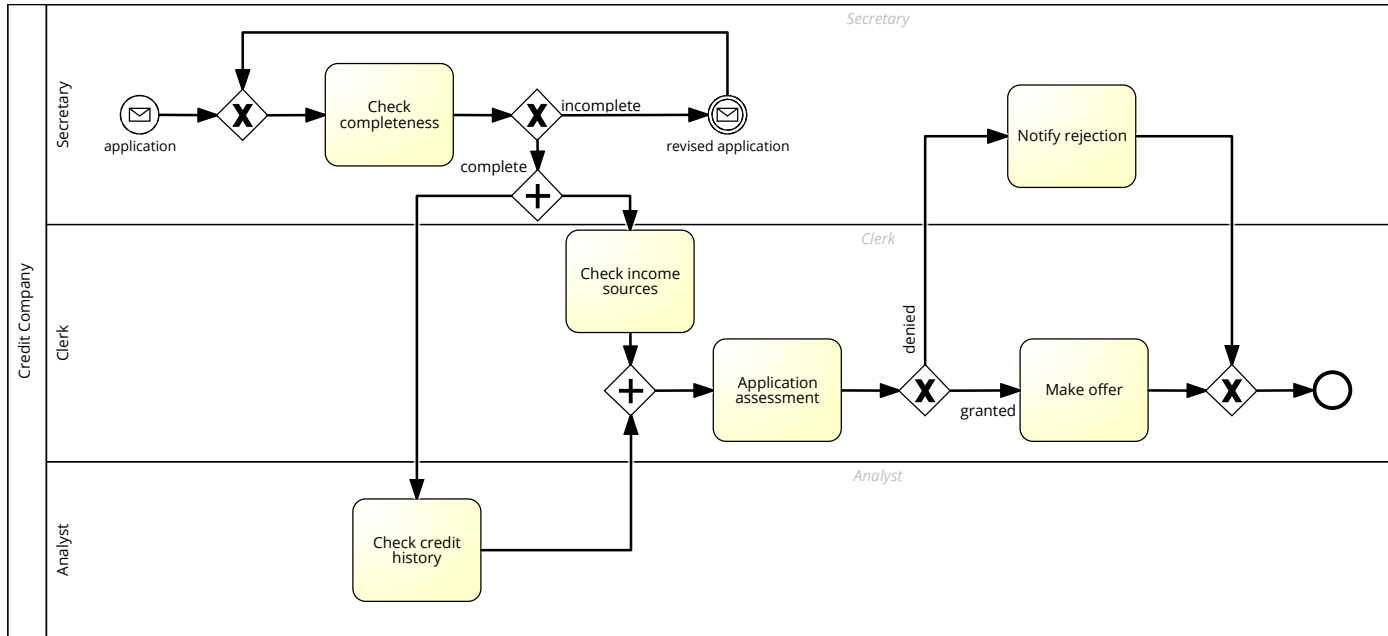 Credit Company
Secretary
Secretary
application
Check
completeness
incomplete
revised application
complete
Notify rejection
Clerk
Clerk
Check income
sources
Application
assessment
denied
granted
Make offer
Analyst
Analyst
Check credit
history